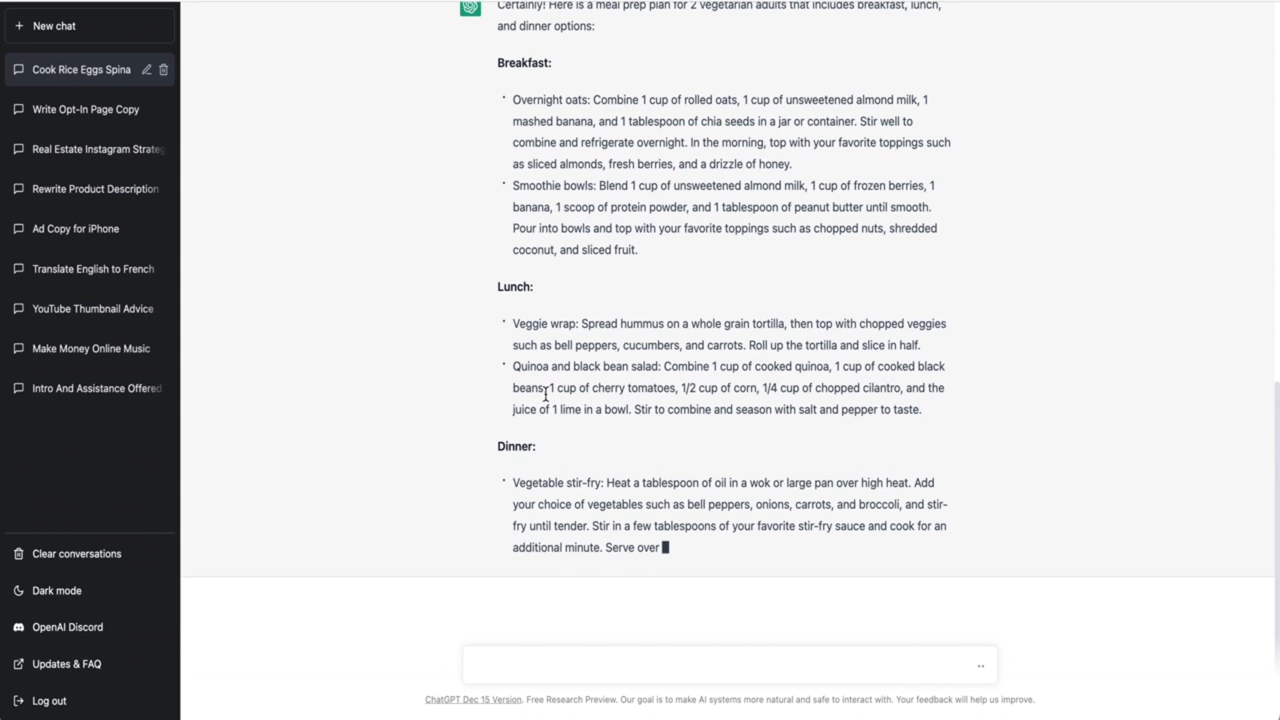 New chat
Cook Rice Eggs Spina
Write Opt-In Page Copy
Real Estate Instagram Strateg
Rewrite Product Description
Ad Copy for iPhone
Translate English to French
YouTube Thumbnail Advice
Make Money Online Music
Intro And Assistance Offered
Clear conversations
Dark mode
OpenAI Discord
Updates & FAQ
Log out
Certainly! Here is a meal prep plan for 2 vegetarian adults that includes breakfast, lunch,
and dinner options:
Breakfast:
Overnight oats: Combine 1 cup of rolled oats, 1 cup of unsweetened almond milk, 1
mashed banana, and 1 tablespoon of chia seeds in a jar or container. Stir well to
combine and refrigerate overnight. In the morning, top with your favorite toppings such
as sliced almonds, fresh berries, and a drizzle of honey.
Smoothie bowls: Blend 1 cup of unsweetened almond milk, 1 cup of frozen berries, 1
banana, 1 scoop of protein powder, and 1 tablespoon of peanut butter until smooth.
Pour into bowls and top with your favorite toppings such as chopped nuts, shredded
coconut, and sliced fruit.
Lunch:
Veggie wrap: Spread hummus on a whole grain tortilla, then top with chopped veggies
such as bell peppers, cucumbers, and carrots. Roll up the tortilla and slice in half.
Quinoa and black bean salad: Combine 1 cup of cooked quinoa, 1 cup of cooked black
beans, 1 cup of cherry tomatoes, 1/2 cup of corn, 1/4 cup of chopped cilantro, and the
juice of 1 lime in a bowl. Stir to combine and season with salt and pepper to taste.
Dinner:
Vegetable stir-fry: Heat a tablespoon of oil in a wok or large pan over high heat. Add
your choice of vegetables such as bell peppers, onions, carrots, and broccoli, and stir-
fry until tender. Stir in a few tablespoons of your favorite stir-fry sauce and cook for an
additional minute. Serve over
ChatGPT Dec 15 Version. Free Research Preview. Our goal is to make AI systems more natural and safe to interact with. Your feedback will help us improve.